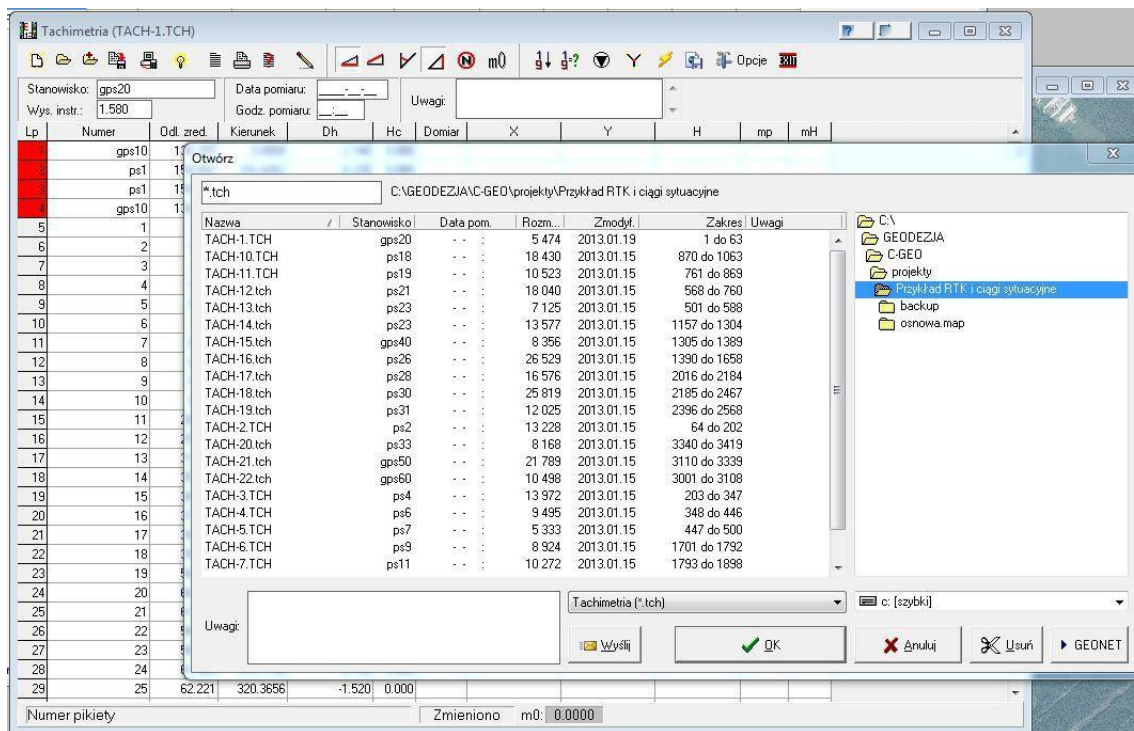 Tachimetria (TACH-1.TCH)
m0 Opcje
Stanowisko: gps20 Data pomiaru: __-__-__ Uwagi:
Wys. instr.: 1.580 Godz. pomiaru: __:__
Lp Numer Odl. zred. Kierunek Dh Hc Domiar X Y H mp mH
gps10
ps1
ps1
gps10
5 1
6 2
7 3
8 4
9 5
10 6
11 7
12 8
13 9
14 10
15 11
16 12
17 13
18 14
19 15
20 16
21 17
22 18
23 19
24 20
25 21
26 22
27 23
28 24
29 25 62.221 320.3656 -1.520 0.000
Numer pikiety Zmieniono m0: 0.0000
Otwórz
*.tch C:\GEODEZJA\C-GEO\projekty\Przykład RTK i ciągi sytuacyjne
Nazwa / Stanowisko Data pom. Rozm... Zmodyf. Zakres Uwagi
TACH-1.TCH gps20 - - : 5 474 2013.01.19 1 do 63
TACH-10.TCH ps18 - - : 18 430 2013.01.15 870 do 1063
TACH-11.TCH ps19 - - : 10 523 2013.01.15 761 do 869
TACH-12.tch ps21 - - : 18 040 2013.01.15 568 do 760
TACH-13.tch ps23 - - : 7 125 2013.01.15 501 do 588
TACH-14.tch ps23 - - : 13 577 2013.01.15 1157 do 1304
TACH-15.tch gps40 - - : 8 356 2013.01.15 1305 do 1389
TACH-16.tch ps26 - - : 26 529 2013.01.15 1390 do 1658
TACH-17.tch ps28 - - : 16 576 2013.01.15 2016 do 2184
TACH-18.tch ps30 - - : 25 819 2013.01.15 2185 do 2467
TACH-19.tch ps31 - - : 12 025 2013.01.15 2396 do 2568
TACH-2.TCH ps2 - - : 13 228 2013.01.15 64 do 202
TACH-20.tch ps33 - - : 8 168 2013.01.15 3340 do 3419
TACH-21.tch gps50 - - : 21 789 2013.01.15 3110 do 3339
TACH-22.tch gps60 - - : 10 498 2013.01.15 3001 do 3108
TACH-3.TCH ps4 - - : 13 972 2013.01.15 203 do 347
TACH-4.TCH ps6 - - : 9 495 2013.01.15 348 do 446
TACH-5.TCH ps7 - - : 5 333 2013.01.15 447 do 500
TACH-6.TCH ps9 - - : 8 924 2013.01.15 1701 do 1792
TACH-7.TCH ps11 - - : 10 272 2013.01.15 1793 do 1898
C:\
GEODEZJA
C-GEO
projekty
Przykład RTK i ciągi sytuacyjne
backup
osnowa.map
Uwagi:
Tachimetria (*.tch) c: [szybki]
Wyślij OK Anuluj Usuń GEONET